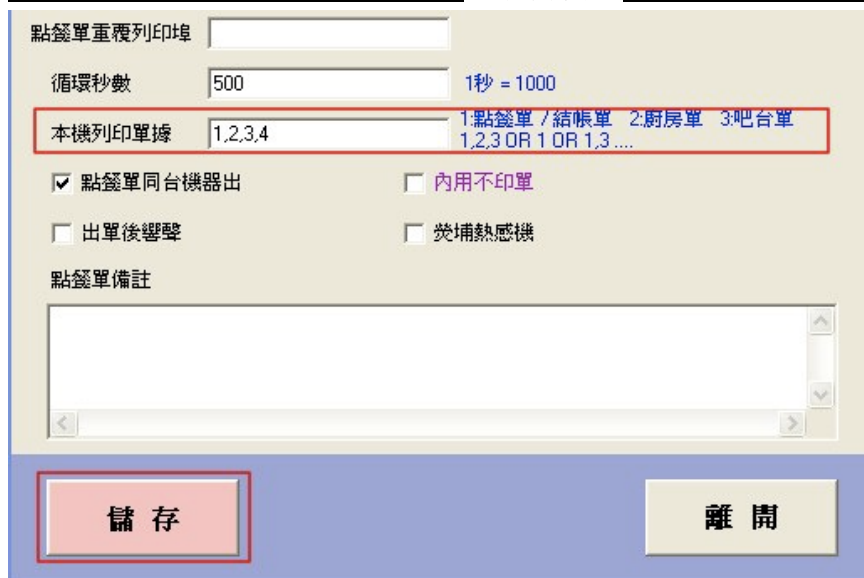 點餐單重覆列印埠
循環秒數 500 1秒 = 1000
本機列印單據 1,2,3,4 1:點餐單 / 結帳單 2:廚房單 3:吧台單
1,2,3 OR 1 OR 1,3 ....
點餐單同台機器出 內用不印單
出單後響聲 熒埔熱感機
點餐單備註
儲 存 離 開